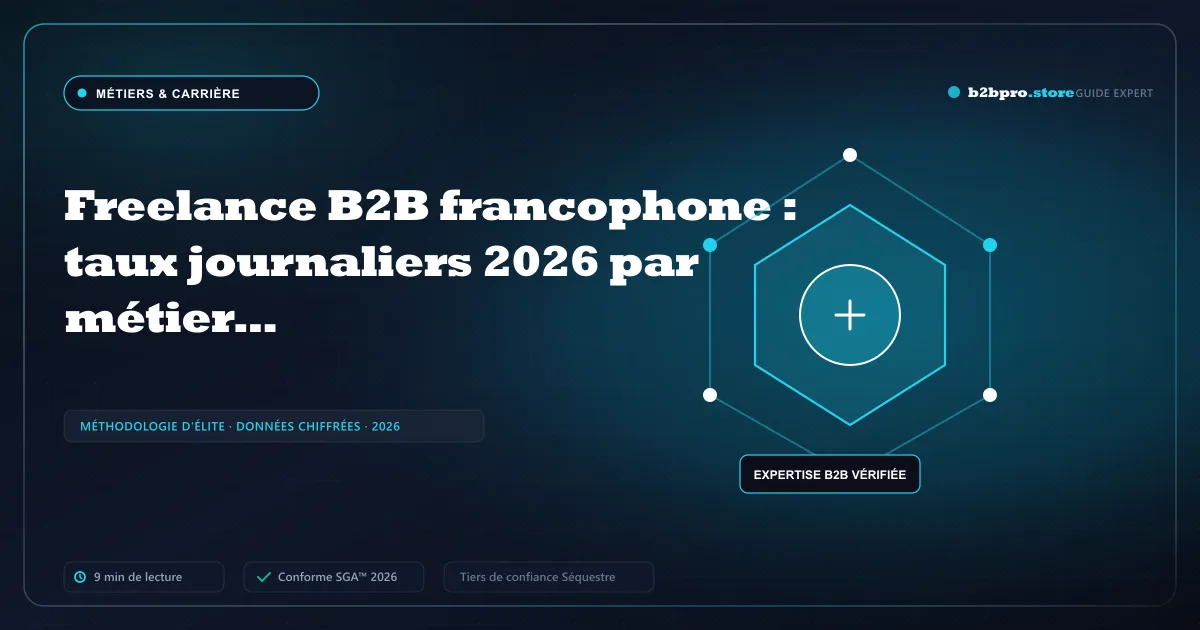 MÉTIERS & CARRIÈRE
b2bpro.store GUIDE EXPERT
Freelance B2B francophone :
taux journaliers 2026 par
métier...
MÉTHODOLOGIE D'ÉLITE · DONNÉES CHIFFRÉES · 2026
EXPERTISE B2B VÉRIFIÉE
9 min de lecture
Conforme SGA™ 2026
Tiers de confiance Séquestre